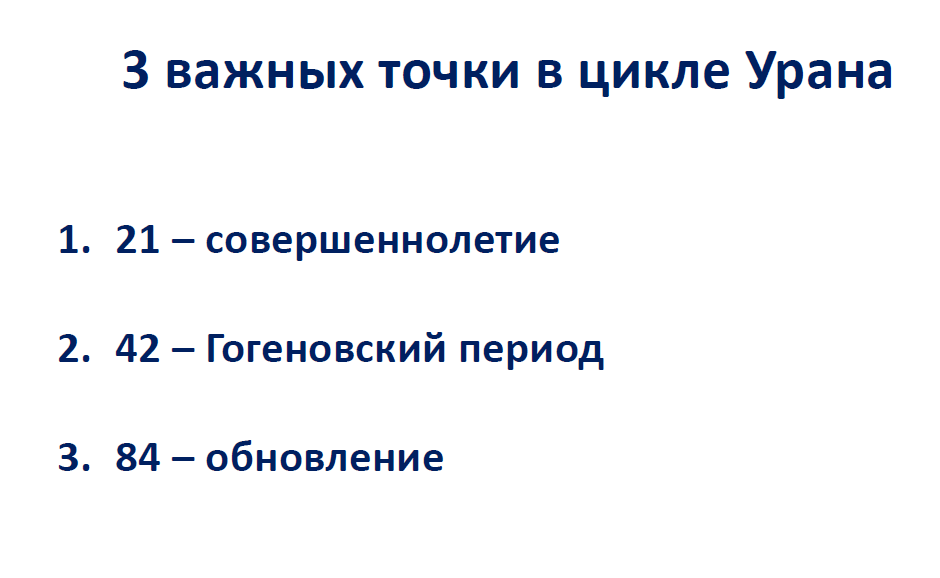 3 важных точки в цикле Урана
1. 21 – совершеннолетие
2. 42 – Гогеновский период
3. 84 – обновление